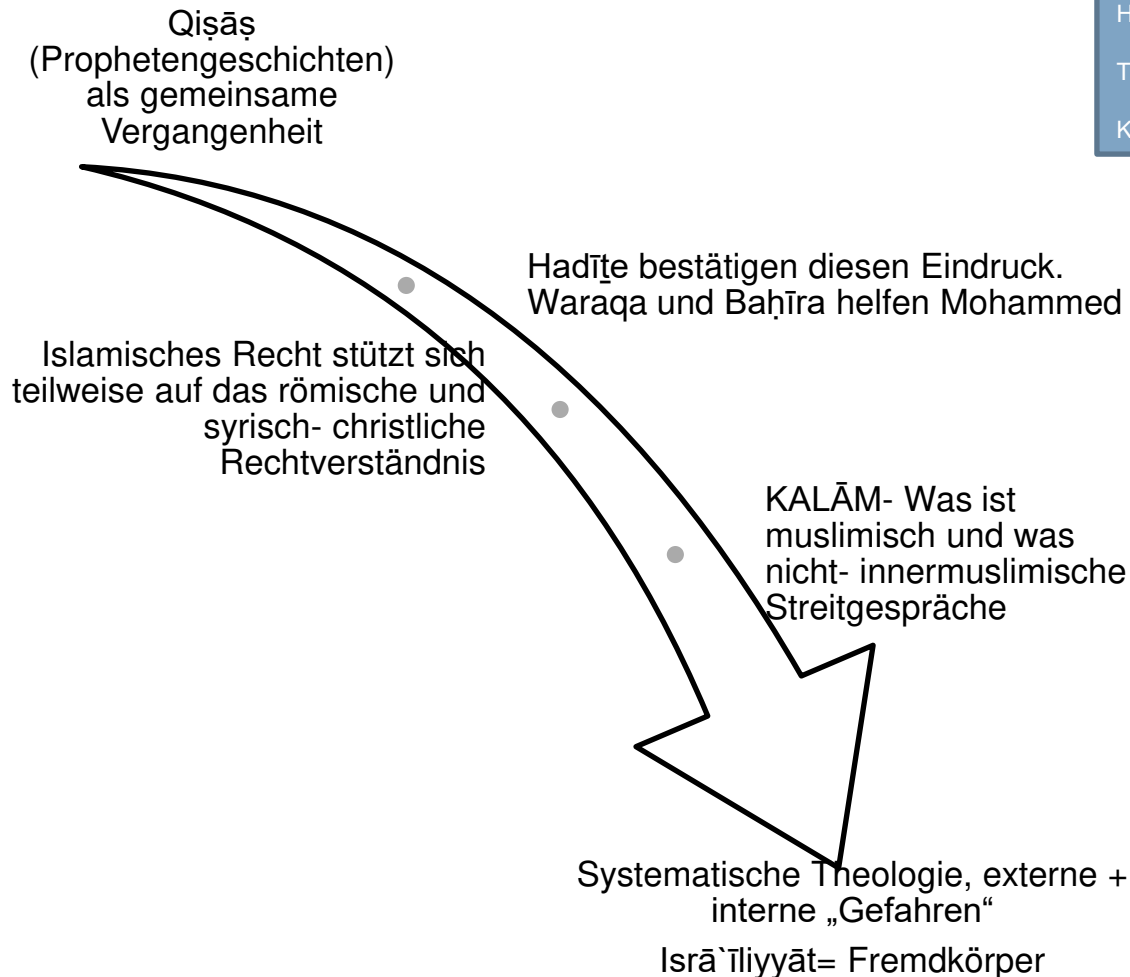 Qiṣāṣ
(Prophetengeschichten)
als gemeinsame
Vergangenheit
H
T
K
Hadīṯe bestätigen diesen Eindruck.
Waraqa und Baḥīra helfen Mohammed
Islamisches Recht stützt sich
teilweise auf das römische und
syrisch- christliche
Rechtverständnis
KALĀM- Was ist
muslimisch und was
nicht- innermuslimische
Streitgespräche
Systematische Theologie, externe +
interne „Gefahren“
Isrā`īliyyāt= Fremdkörper